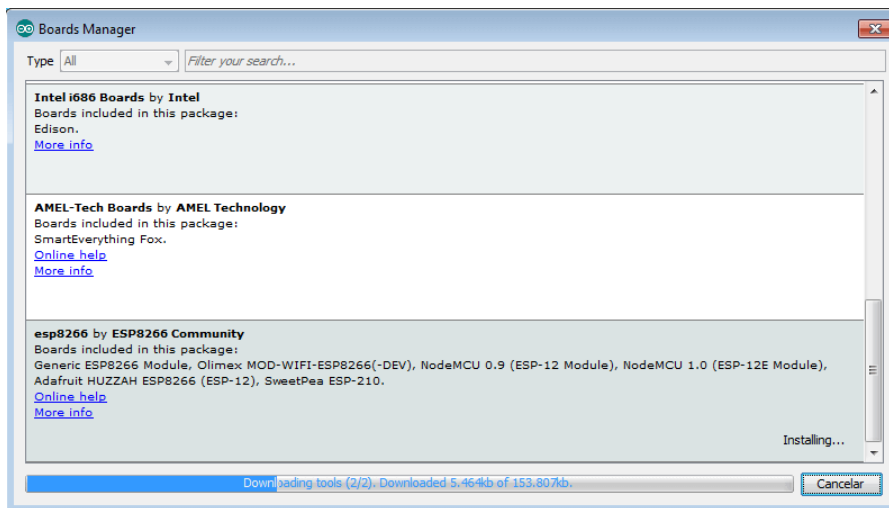 Boards Manager
Type All Filter your search...
Intel i686 Boards by Intel
Boards included in this package:
Edison.
More info
AMEL-Tech Boards by AMEL Technology
Boards included in this package:
SmartEverything Fox.
Online help
More info
esp8266 by ESP8266 Community
Boards included in this package:
Generic ESP8266 Module, Olimex MOD-WIFI-ESP8266(-DEV), NodeMCU 0.9 (ESP-12 Module), NodeMCU 1.0 (ESP-12E Module),
Adafruit HUZZAH ESP8266 (ESP-12), SweetPea ESP-210.
Online help
More info
Installing...
Downloading tools (2/2). Downloaded 5.464kb of 153.807kb.
Cancelar